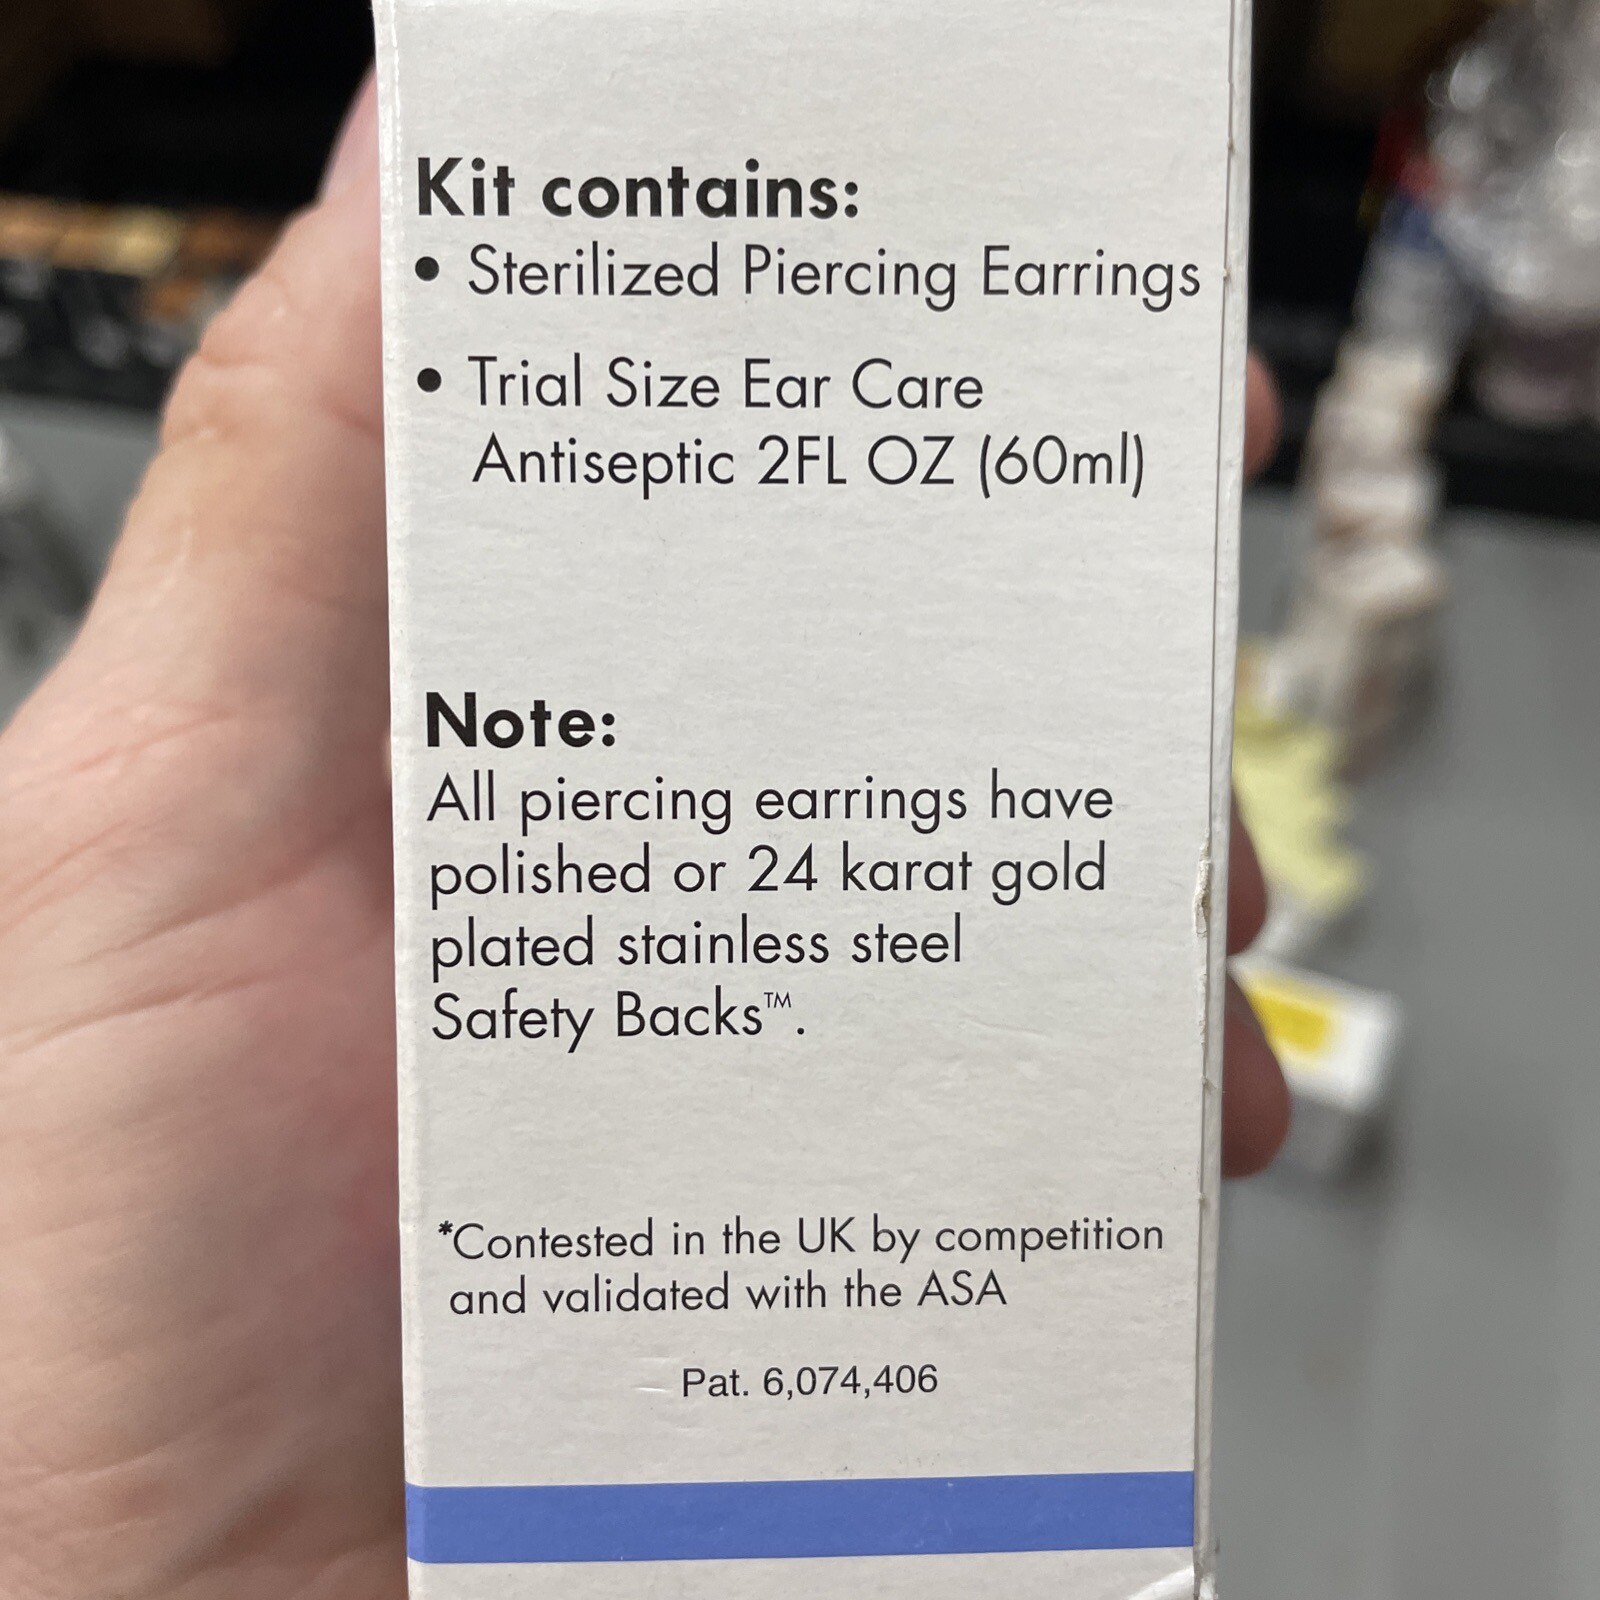 Kit contains:
• Sterilized Piercing Earrings
• Trial Size Ear Care
Antiseptic 2FL OZ (60ml)
Note:
All piercing earrings have
polished or 24 karat gold
plated stainless steel
Safety Backs™.
*Contested in the UK by competition
and validated with the ASA
Pat. 6,074,406